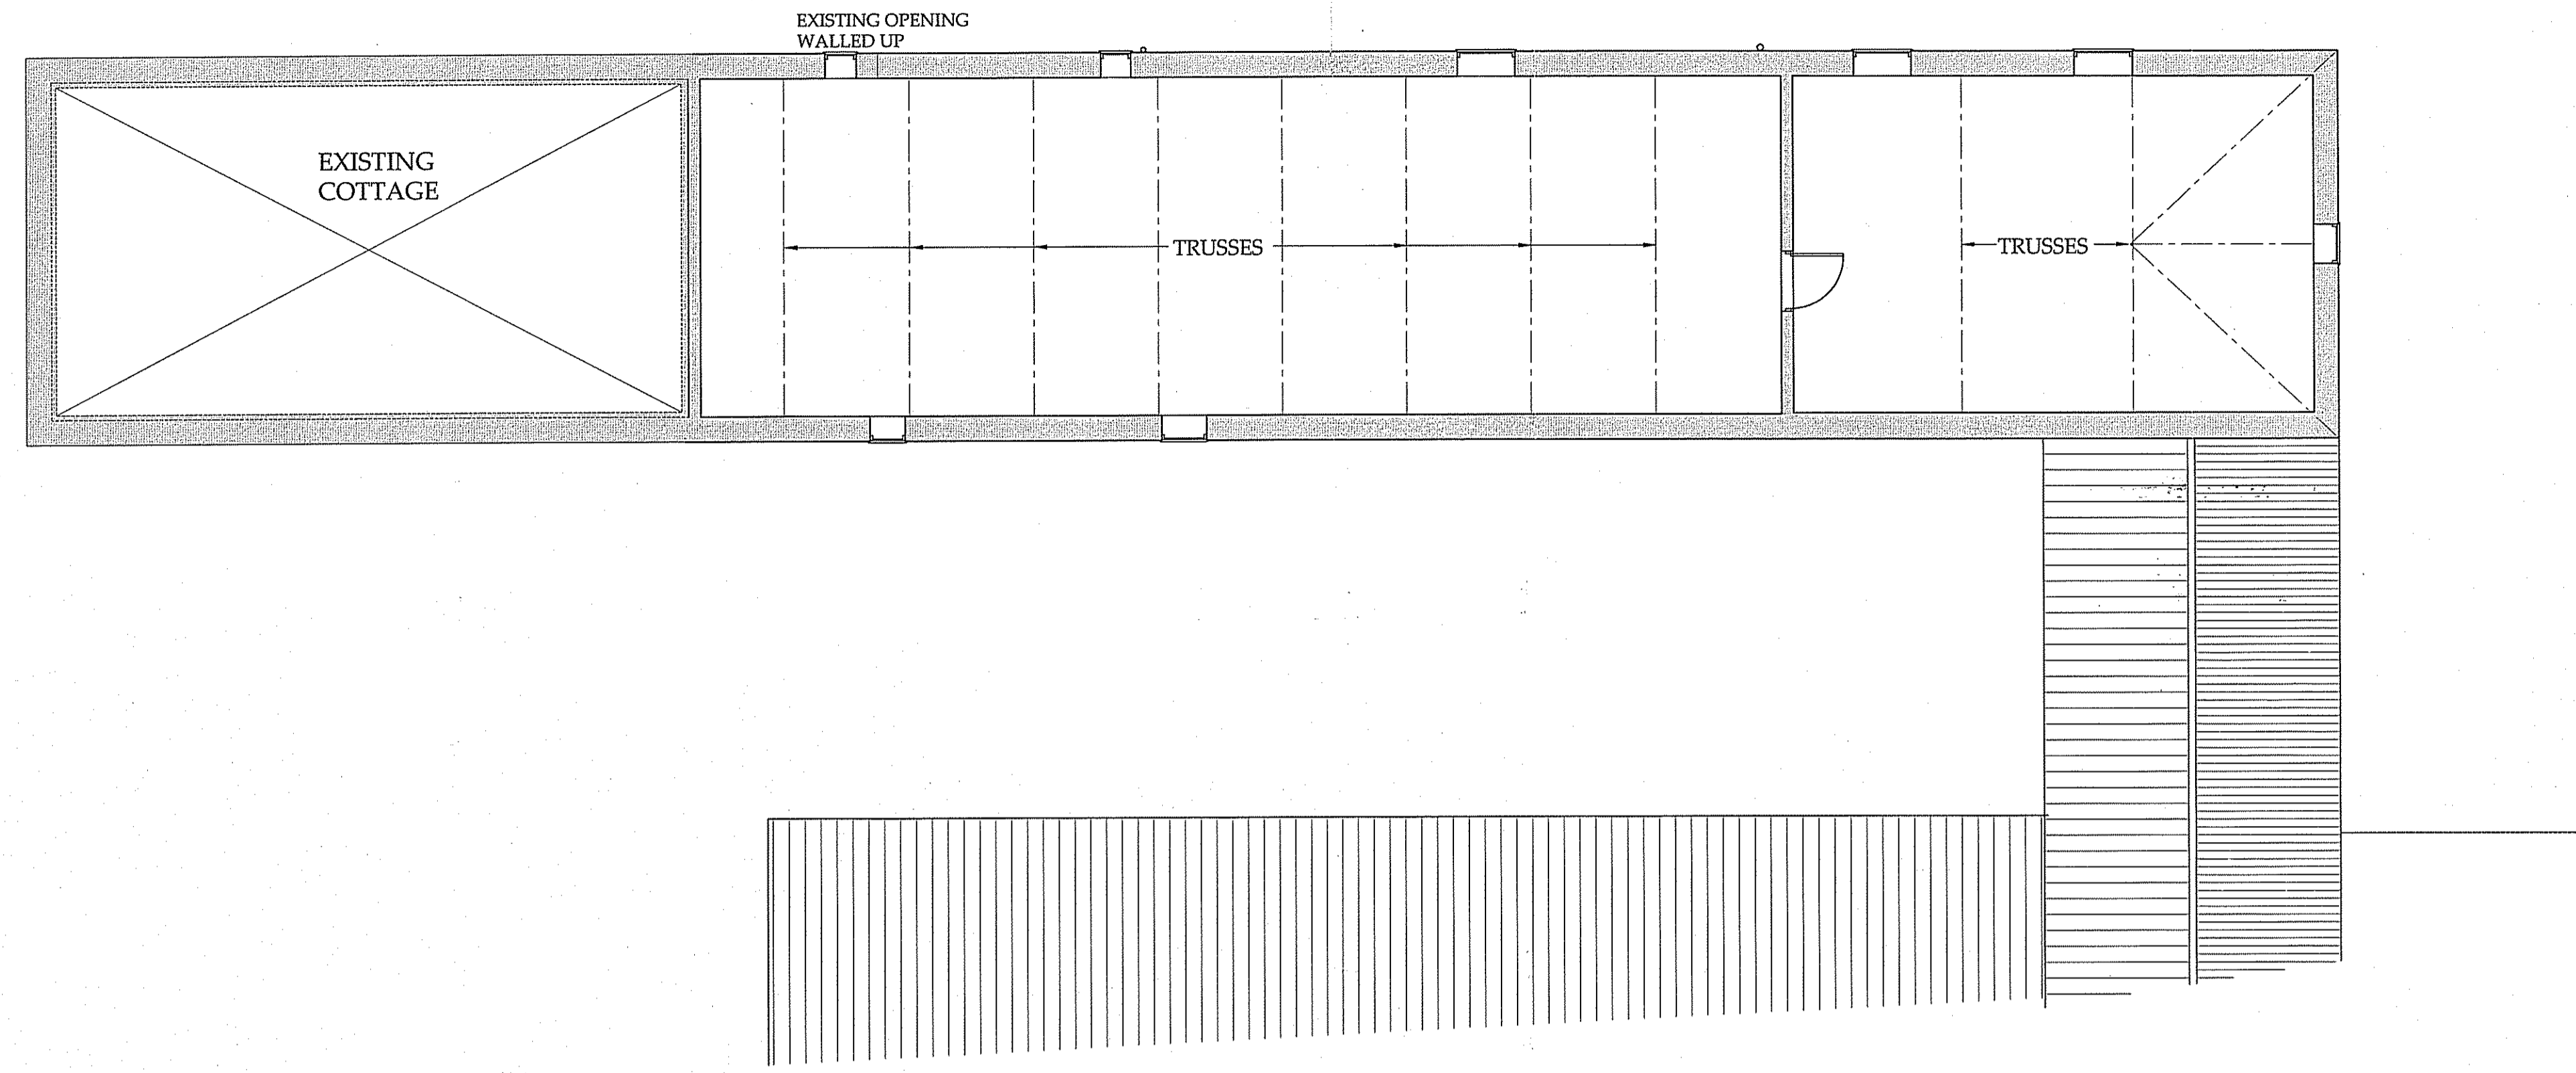 EXISTING OPENING
WALLED UP
EXISTING
COTTAGE
TRUSSES
TRUSSES